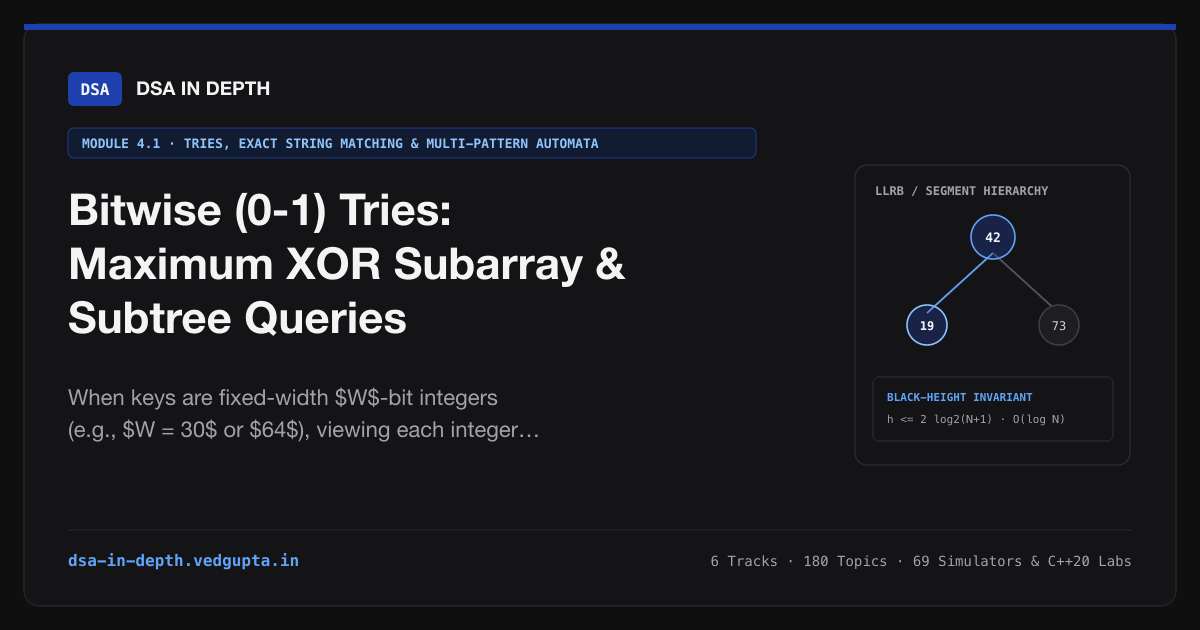 DSA
DSA IN DEPTH
MODULE 4.1 · TRIES, EXACT STRING MATCHING & MULTI-PATTERN AUTOMATA
Bitwise (0-1) Tries:
Maximum XOR Subarray &
Subtree Queries
When keys are fixed-width $W$-bit integers
(e.g., $W = 30$ or $64$), viewing each integer…
LLRB / SEGMENT HIERARCHY
42
19
73
BLACK-HEIGHT INVARIANT
h <= 2 log2(N+1) · O(log N)
dsa-in-depth.vedgupta.in
6 Tracks · 180 Topics · 69 Simulators & C++20 Labs